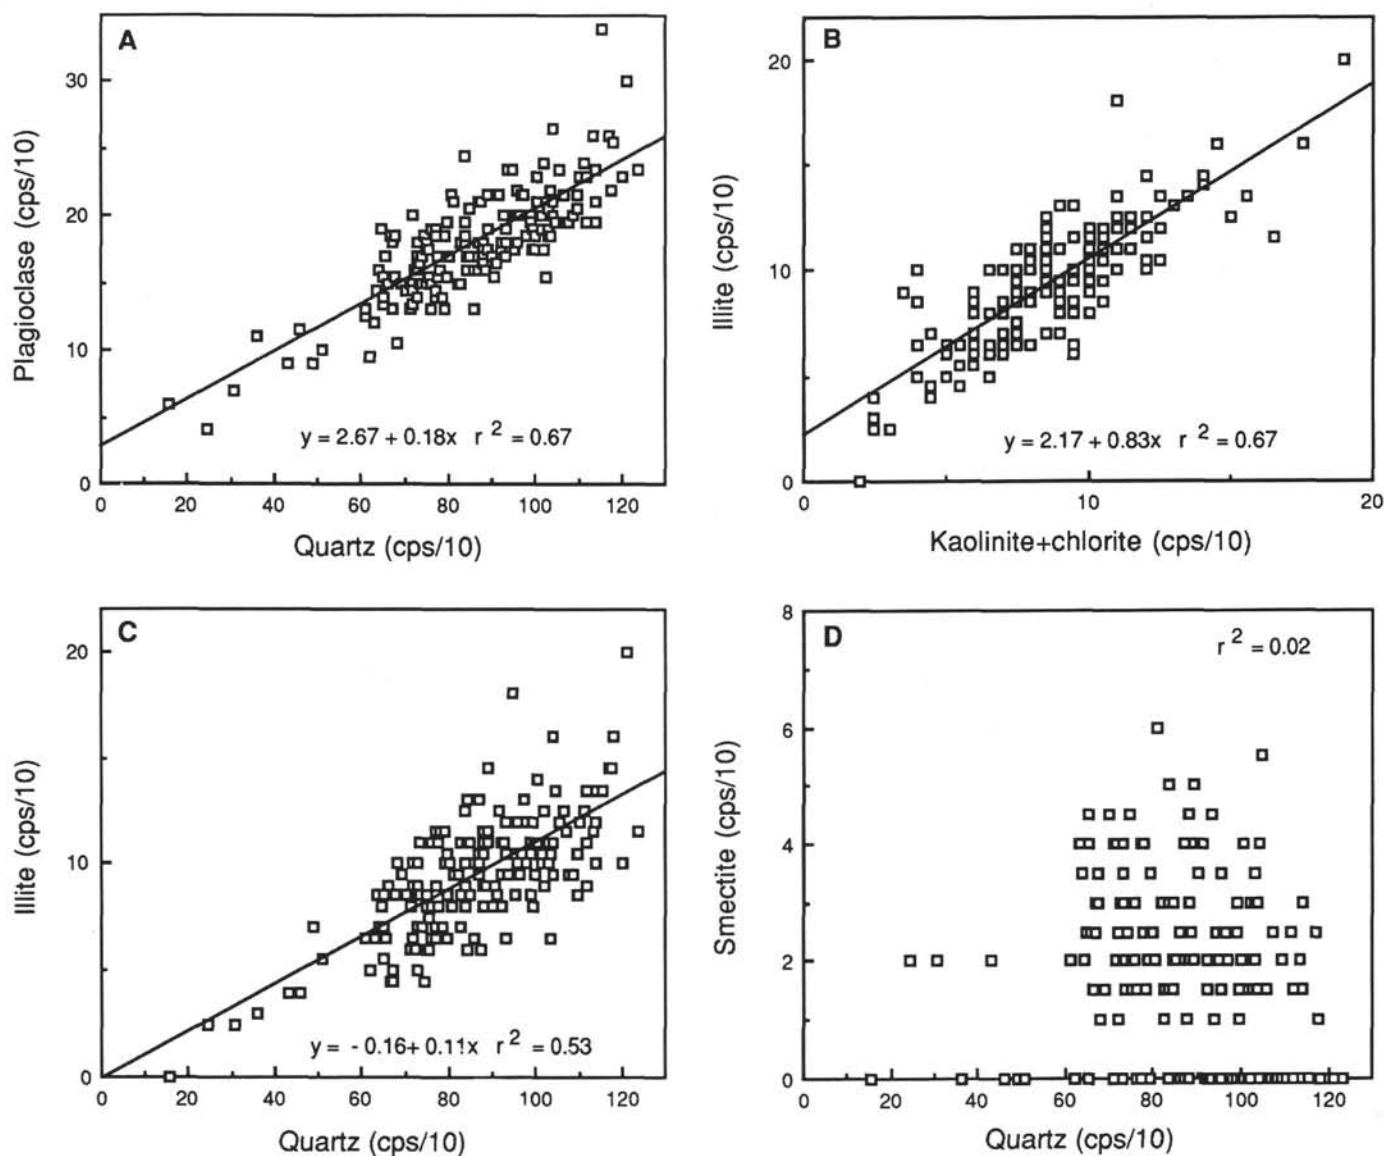 A
30
20
10
0
Plagioclase (cps/10)
y = 2.67 + 0.18x r 2 = 0.67
0 20 40 60 80 100 120
Quartz (cps/10)
B
20
10
0
Illite (cps/10)
y = 2.17 + 0.83x r 2 = 0.67
0 10 20
Kaolinite+chlorite (cps/10)
C
20
10
0
Illite (cps/10)
y = - 0.16+ 0.11x r 2 = 0.53
0 20 40 60 80 100 120
Quartz (cps/10)
D
r 2 = 0.02
8
6
4
2
0
Smectite (cps/10)
0 20 40 60 80 100 120
Quartz (cps/10)